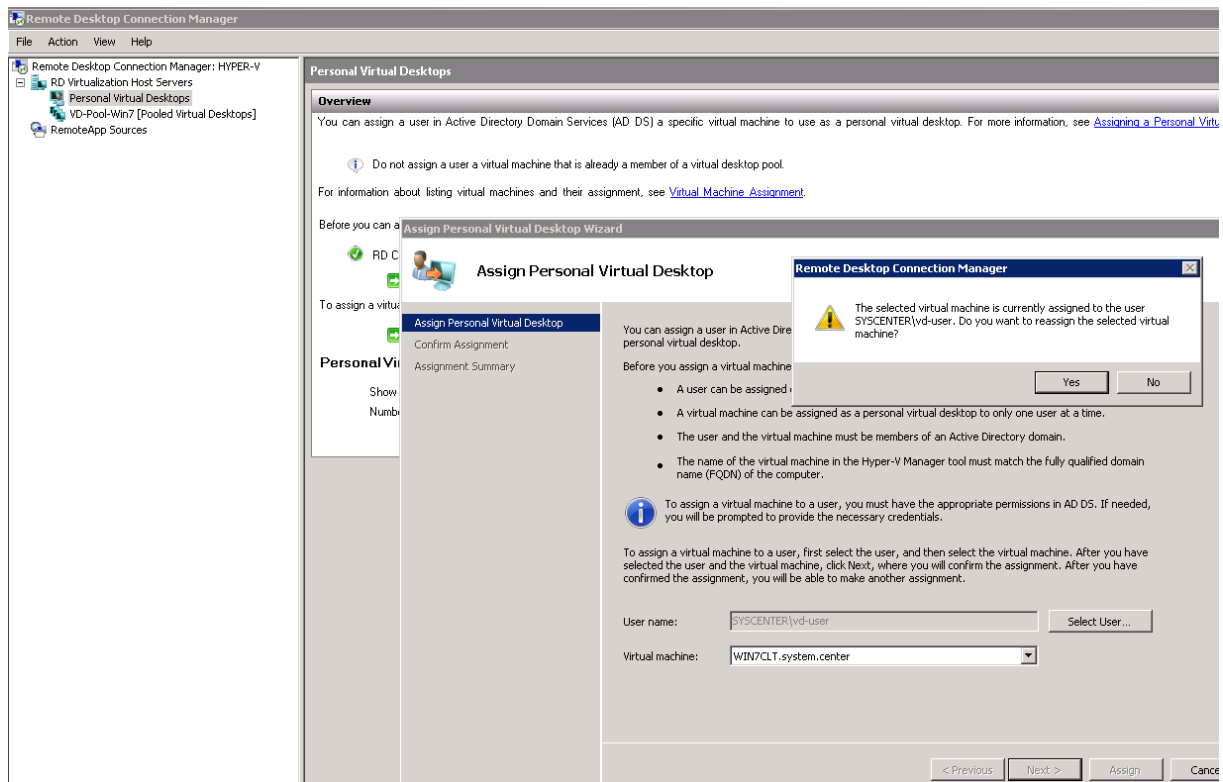 Remote Desktop Connection Manager
File Action View Help
Remote Desktop Connection Manager: HYPER-V
RD Virtualization Host Servers
Personal Virtual Desktops
VD-Pool-Win7 [Pooled Virtual Desktops]
RemoteApp Sources
Personal Virtual Desktops
Overview
You can assign a user in Active Directory Domain Services (AD DS) a specific virtual machine to use as a personal virtual desktop. For more information, see Assigning a Personal Virtu
Do not assign a user a virtual machine that is already a member of a virtual desktop pool.
For information about listing virtual machines and their assignment, see Virtual Machine Assignment.
Before you can a
RD C
To assign a virtua
Personal Vi
Show
Numb
Assign Personal Virtual Desktop Wizard
Assign Personal Virtual Desktop
Assign Personal Virtual Desktop
Confirm Assignment
Assignment Summary
You can assign a user in Active Dire
personal virtual desktop.
Before you assign a virtual machine
• A user can be assigned
• A virtual machine can be assigned as a personal virtual desktop to only one user at a time.
• The user and the virtual machine must be members of an Active Directory domain.
• The name of the virtual machine in the Hyper-V Manager tool must match the fully qualified domain
name (FQDN) of the computer.
To assign a virtual machine to a user, you must have the appropriate permissions in AD DS. If needed,
you will be prompted to provide the necessary credentials.
To assign a virtual machine to a user, first select the user, and then select the virtual machine. After you have
selected the user and the virtual machine, click Next, where you will confirm the assignment. After you have
confirmed the assignment, you will be able to make another assignment.
User name: SYSCENTER\vd-user Select User...
Virtual machine: WIN7CLT.system.center
< Previous Next > Assign Cance
Remote Desktop Connection Manager
The selected virtual machine is currently assigned to the user
SYSCENTER\vd-user. Do you want to reassign the selected virtual
machine?
Yes No